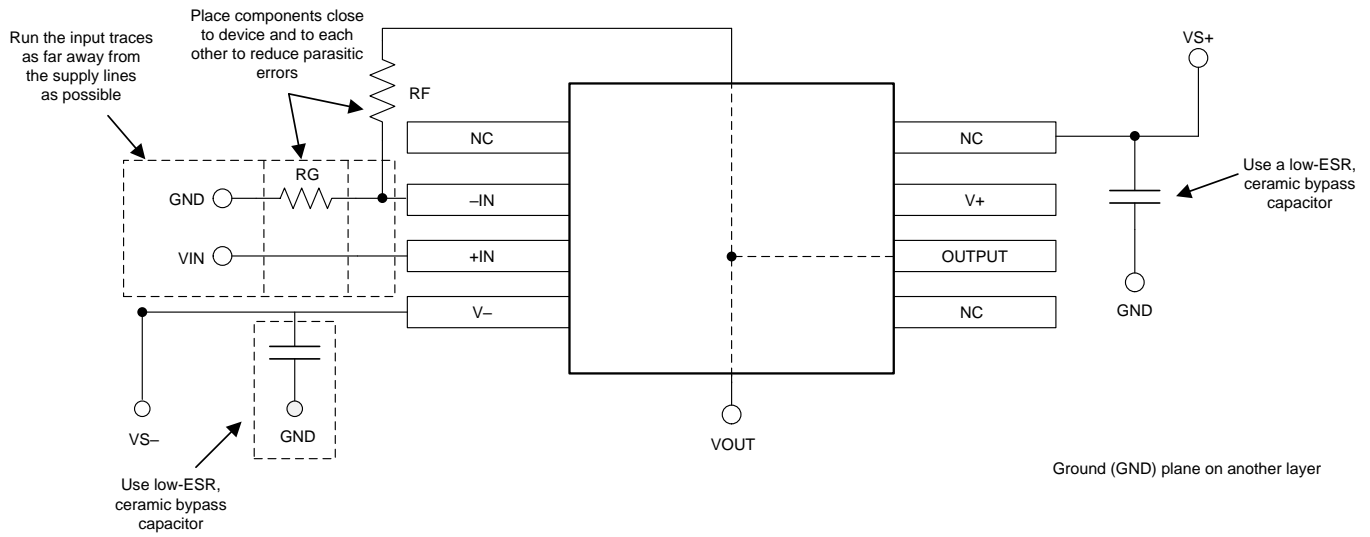 Run the input traces
as far away from
the supply lines
as possible
Place components close
to device and to each
other to reduce parasitic
errors
RF
RG
GND
VIN
NC
–IN
+IN
V–
NC
V+
OUTPUT
NC
VS+
Use a low-ESR,
ceramic bypass
capacitor
GND
VS–
GND
Use low-ESR,
ceramic bypass
capacitor
VOUT
Ground (GND) plane on another layer